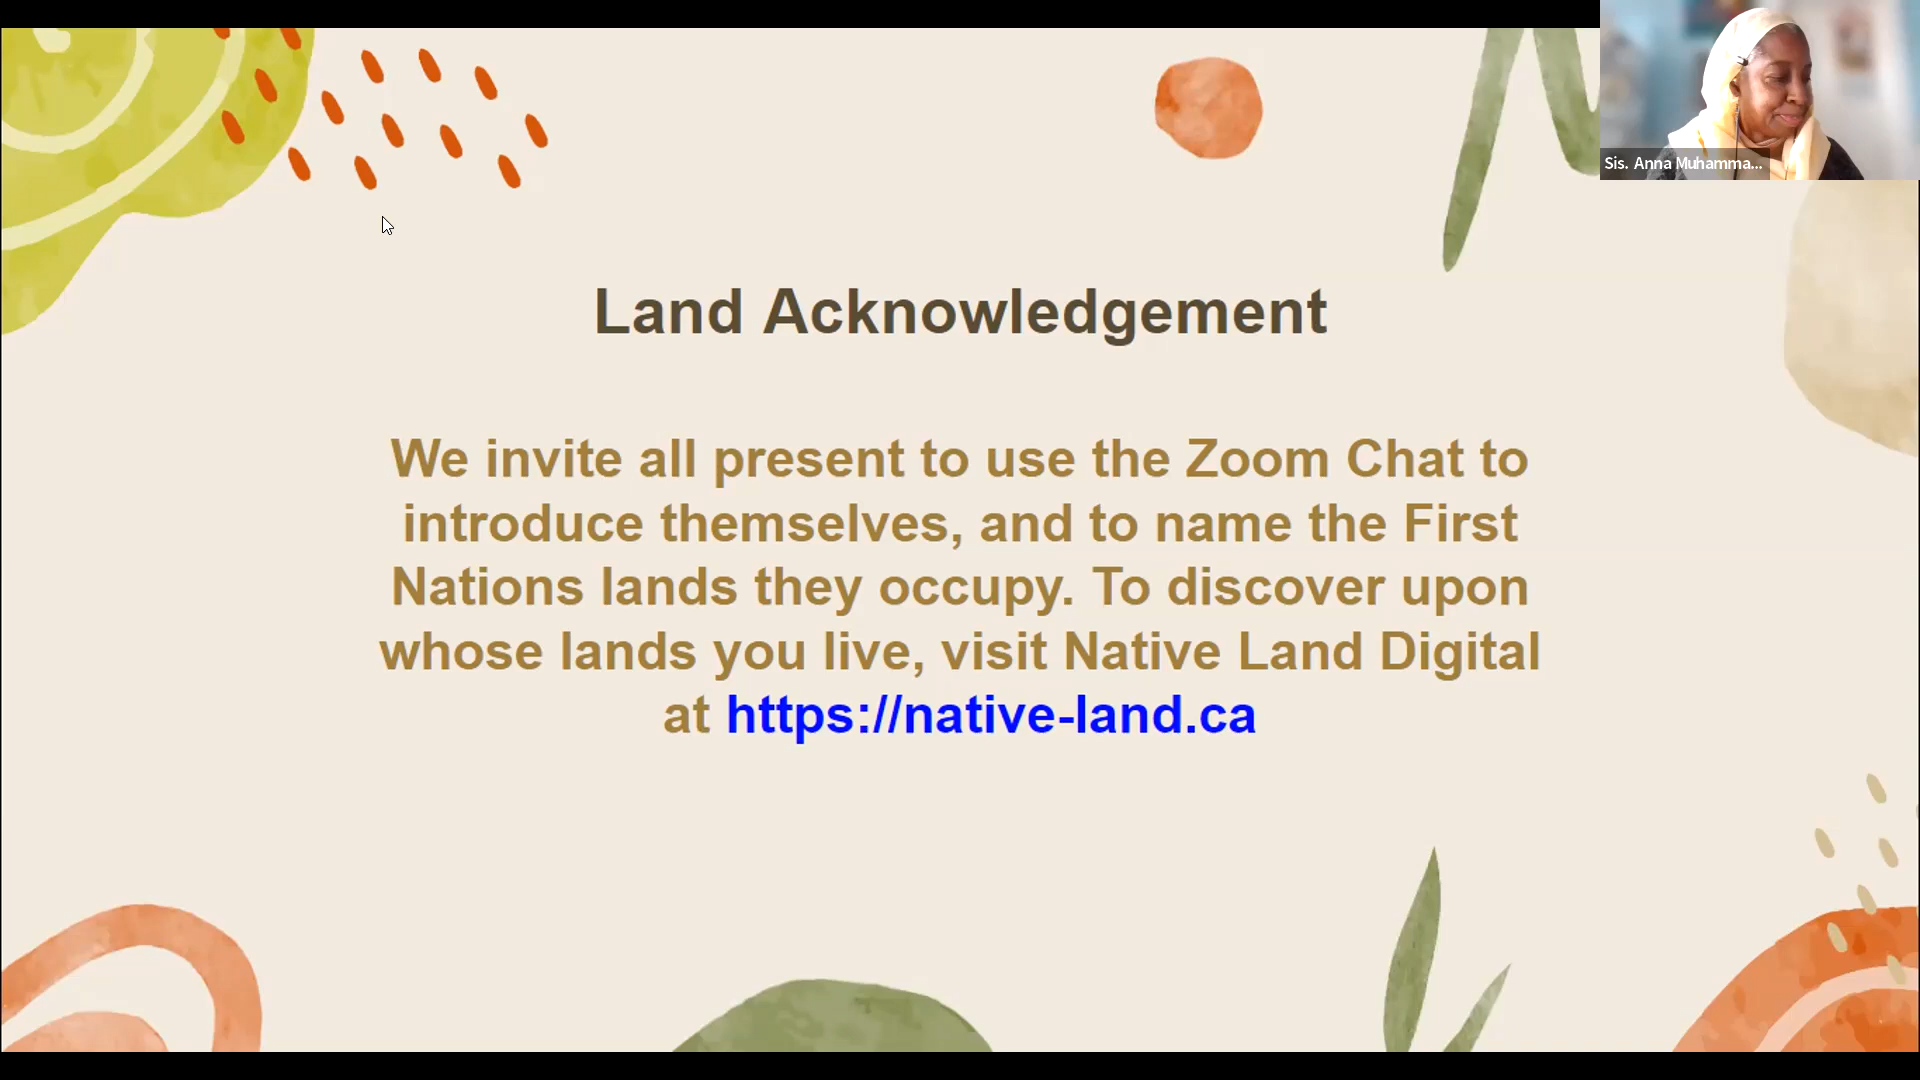 Sis. Anna Muhamma...
Land Acknowledgement
We invite all present to use the Zoom Chat to
introduce themselves, and to name the First
Nations lands they occupy. To discover upon
whose lands you live, visit Native Land Digital
at https://native-land.ca